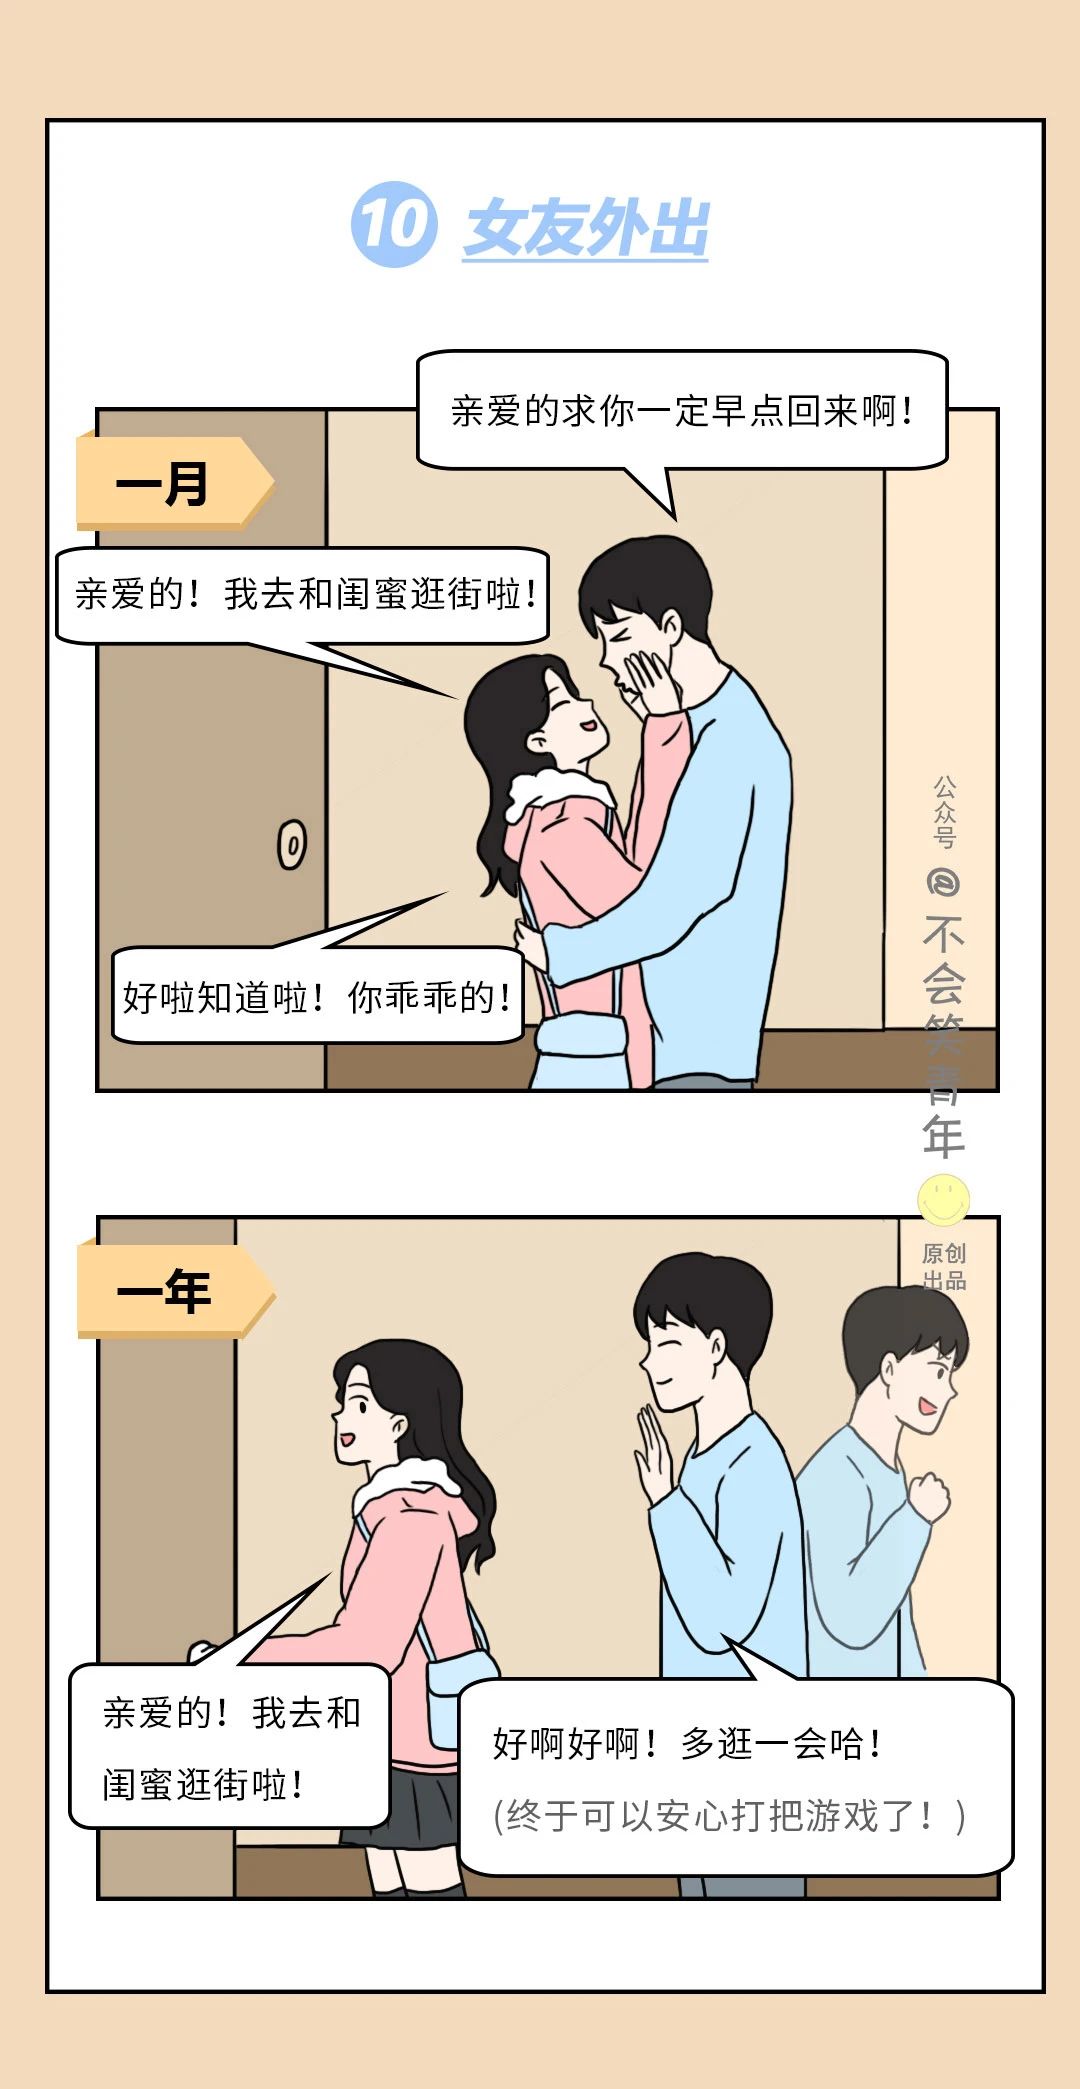 10 女友外出
亲爱的求你一定早点回来啊！
一月
亲爱的！我去和闺蜜逛街啦！
好啦知道啦！你乖乖的！
公众号@不会笑青年
原创
出品
一年
亲爱的！我去和
闺蜜逛街啦！
好啊好啊！多逛一会哈！
(终于可以安心打把游戏了！)